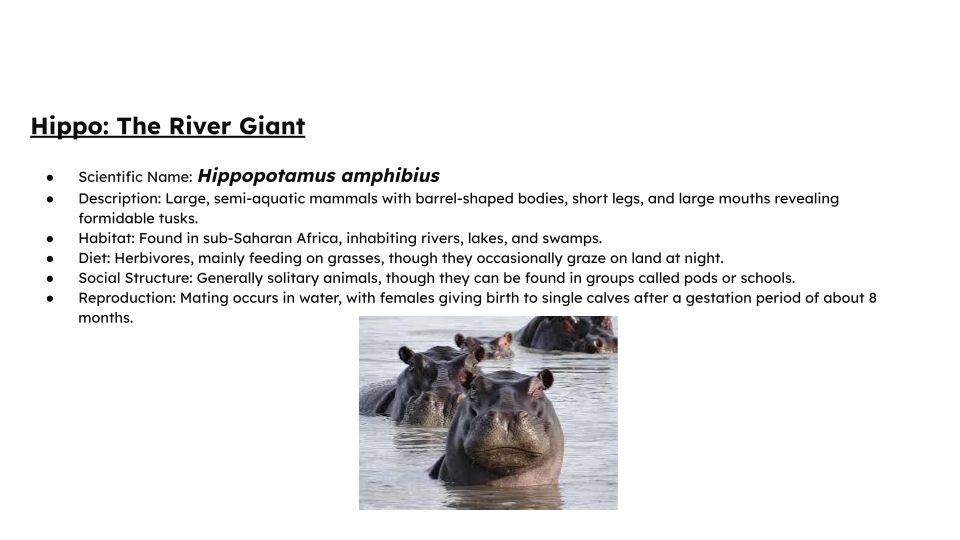 Hippo: The River Giant
● Scientific Name: Hippopotamus amphibius
● Description: Large, semi-aquatic mammals with barrel-shaped bodies, short legs, and large mouths revealing
formidable tusks.
● Habitat: Found in sub-Saharan Africa, inhabiting rivers, lakes, and swamps.
● Diet: Herbivores, mainly feeding on grasses, though they occasionally graze on land at night.
● Social Structure: Generally solitary animals, though they can be found in groups called pods or schools.
● Reproduction: Mating occurs in water, with females giving birth to single calves after a gestation period of about 8
months.